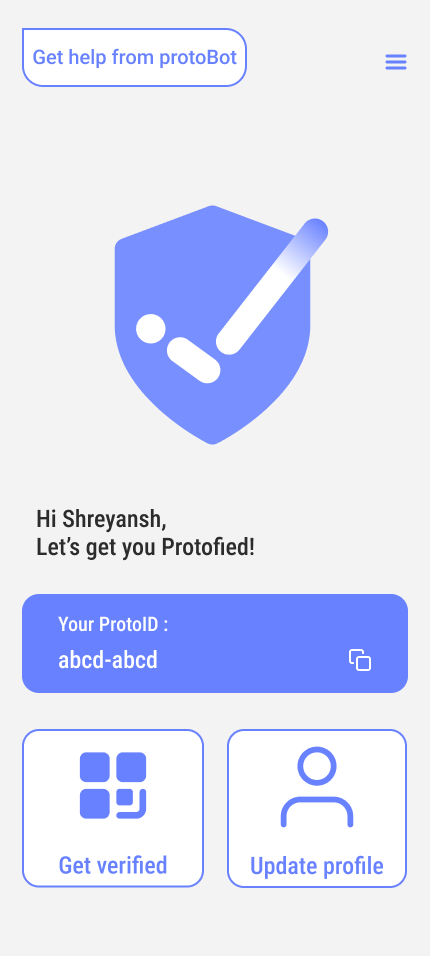 Get help from protoBot
Hi Shreyansh,
Let's get you Protofied!
Your ProtoID :
abcd-abcd
Get verified
Update profile